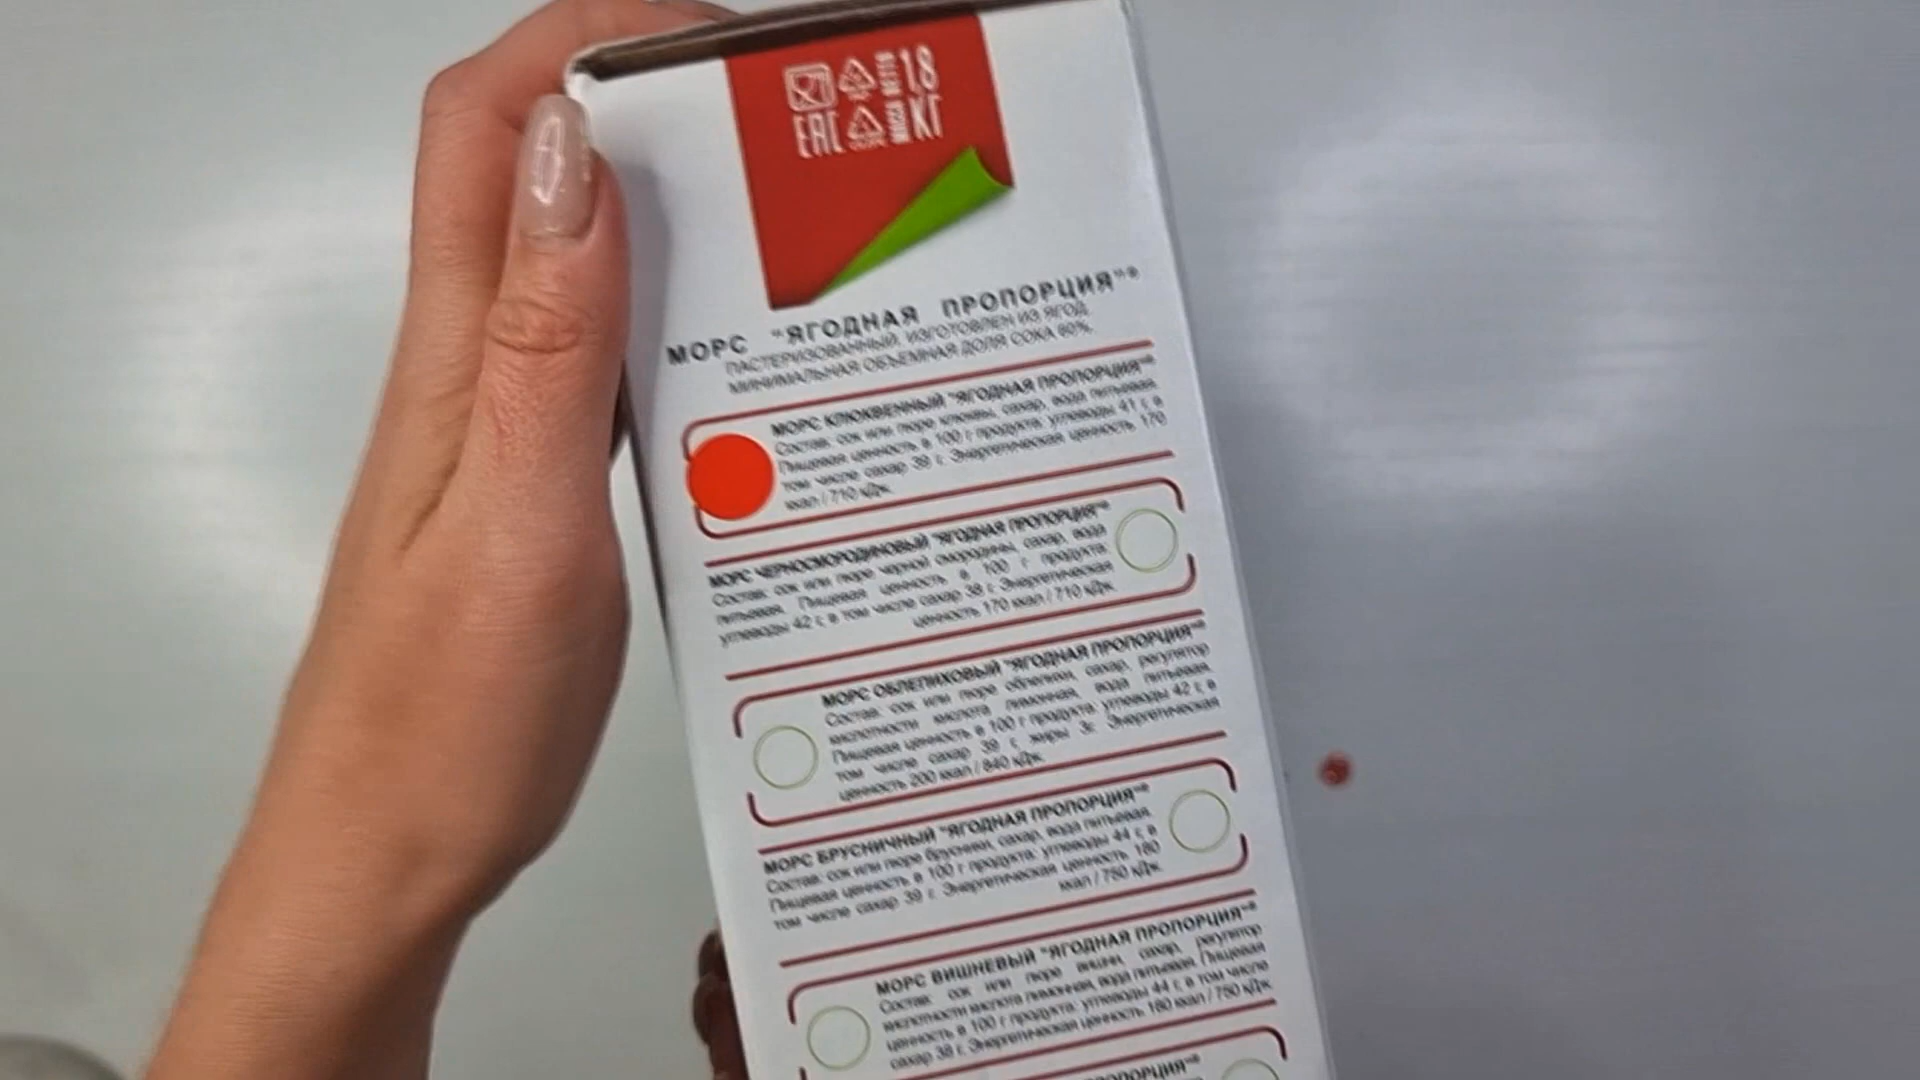 МАССА НЕТТО 18 КГ
EAC
МОРС "ЯГОДНАЯ ПРОПОРЦИЯ"®
ПАСТЕРИЗОВАННЫЙ, ИЗГОТОВЛЕН ИЗ ЯГОД.
МИНИМАЛЬНАЯ ОБЪЕМНАЯ ДОЛЯ СОКА 60%.
МОРС КЛЮКВЕННЫЙ "ЯГОДНАЯ ПРОПОРЦИЯ"®
Состав: сок или пюре клюквы, сахар, вода питьевая.
Пищевая ценность в 100 г продукта: углеводы 41 г, в
том числе сахар 39 г. Энергетическая ценность 170
ккал / 710 кДж.
МОРС ЧЕРНОСМОРОДИНОВЫЙ "ЯГОДНАЯ ПРОПОРЦИЯ"®
Состав: сок или пюре черной смородины, сахар, вода
питьевая. Пищевая ценность в 100 г продукта:
углеводы 42 г, в том числе сахар 38 г. Энергетическая
ценность 170 ккал / 710 кДж.
МОРС ОБЛЕПИХОВЫЙ "ЯГОДНАЯ ПРОПОРЦИЯ"®
Состав: сок или пюре облепихи, сахар, регулятор
кислотности кислота лимонная, вода питьевая.
Пищевая ценность в 100 г продукта: углеводы 42 г, в
том числе сахар 39 г, жиры 3г. Энергетическая
ценность 200 ккал / 840 кДж.
МОРС БРУСНИЧНЫЙ "ЯГОДНАЯ ПРОПОРЦИЯ"®
Состав: сок или пюре брусники, сахар, вода питьевая.
Пищевая ценность в 100 г продукта: углеводы 44 г, в
том числе сахар 39 г. Энергетическая ценность 180
ккал / 750 кДж.
МОРС ВИШНЕВЫЙ "ЯГОДНАЯ ПРОПОРЦИЯ"®
Состав: сок или пюре вишни, сахар, регулятор
кислотности кислота лимонная, вода питьевая. Пищевая
ценность в 100 г продукта: углеводы 44 г, в том числе
сахар 38 г. Энергетическая ценность 180 ккал / 750 кДж.